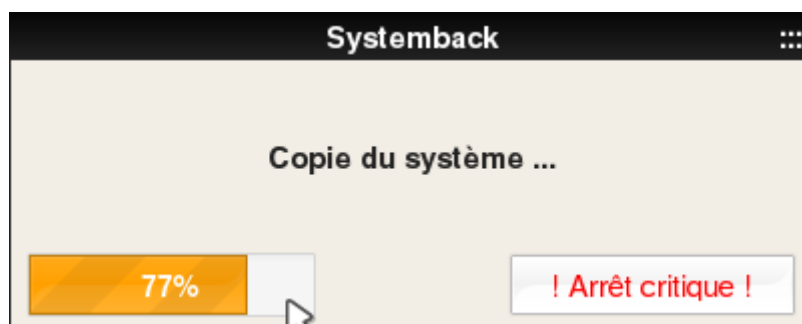 Systemback
Copie du système ...
77%
! Arrêt critique !